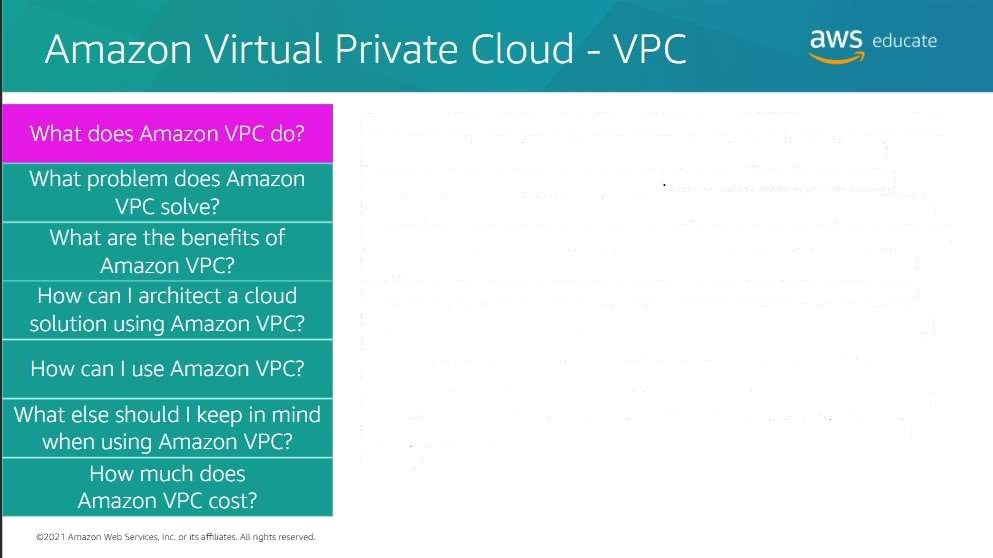 Amazon Virtual Private Cloud - VPC
aws educate
What does Amazon VPC do?
What problem does Amazon
VPC solve?
What are the benefits of
Amazon VPC?
How can I architect a cloud
solution using Amazon VPC?
How can I use Amazon VPC?
What else should I keep in mind
when using Amazon VPC?
How much does
Amazon VPC cost?
©2021 Amazon Web Services, Inc. or its affiliates. All rights reserved.